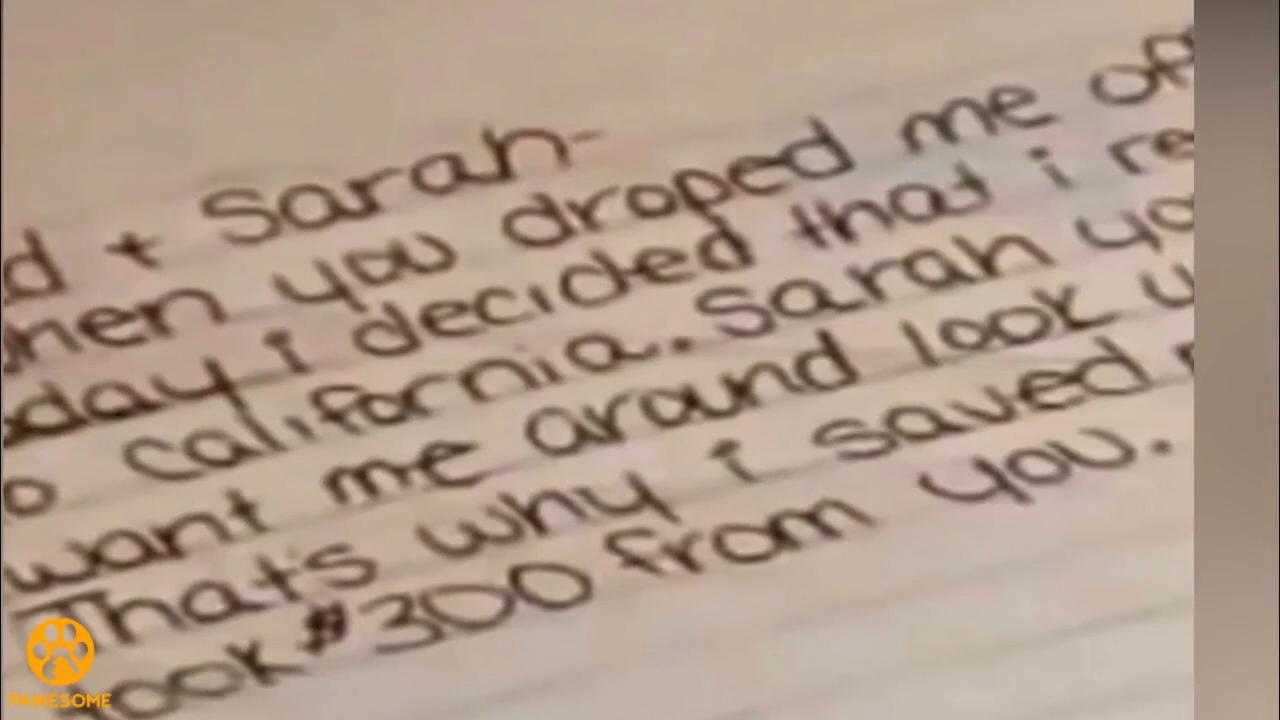 d + Sarah-
hen you droped me of
day i decided that i re
o california. Sarah yo
want me around look u
That's why i saved
took $300 from you.
PAWESOME